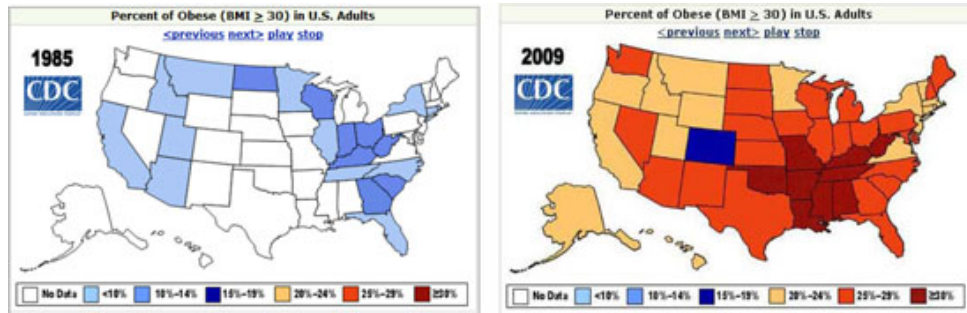 Percent of Obese (BMI ≥ 30) in U.S. Adults
<previous next> play stop
1985
CDC
No Data <10% 10%–14% 15%–19% 20%–24% 25%–29% ≥30%
Percent of Obese (BMI ≥ 30) in U.S. Adults
<previous next> play stop
2009
CDC
No Data <10% 10%–14% 15%–19% 20%–24% 25%–29% ≥30%